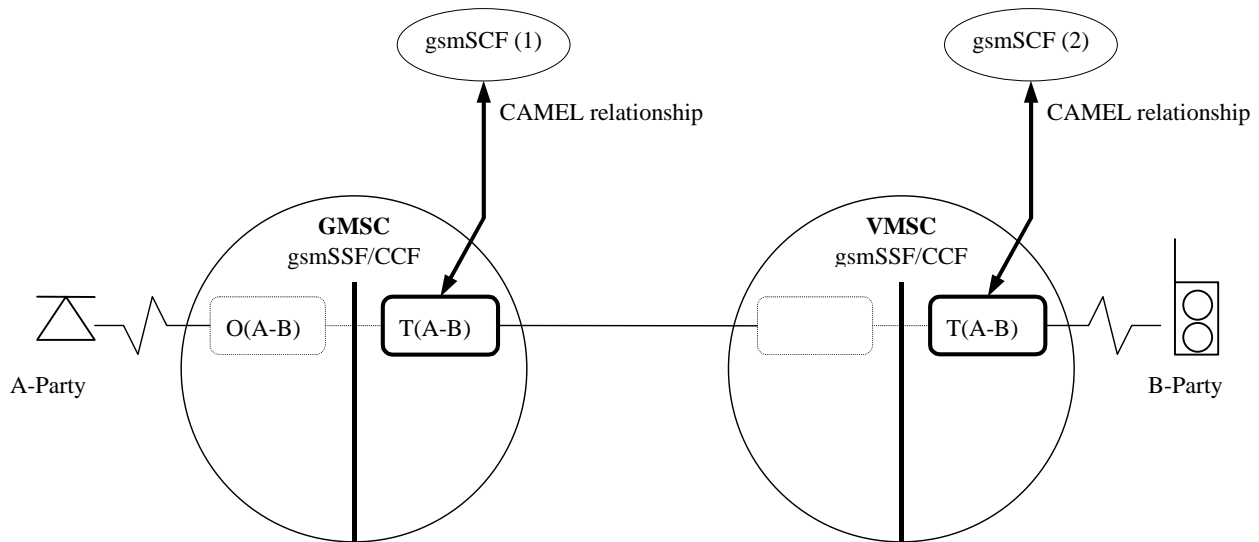 gsmSCF (1)
gsmSCF (2)
CAMEL relationship
CAMEL relationship
GMSC
gsmSSF/CCF
VMSC
gsmSSF/CCF
O(A-B)
T(A-B)
T(A-B)
A-Party
B-Party